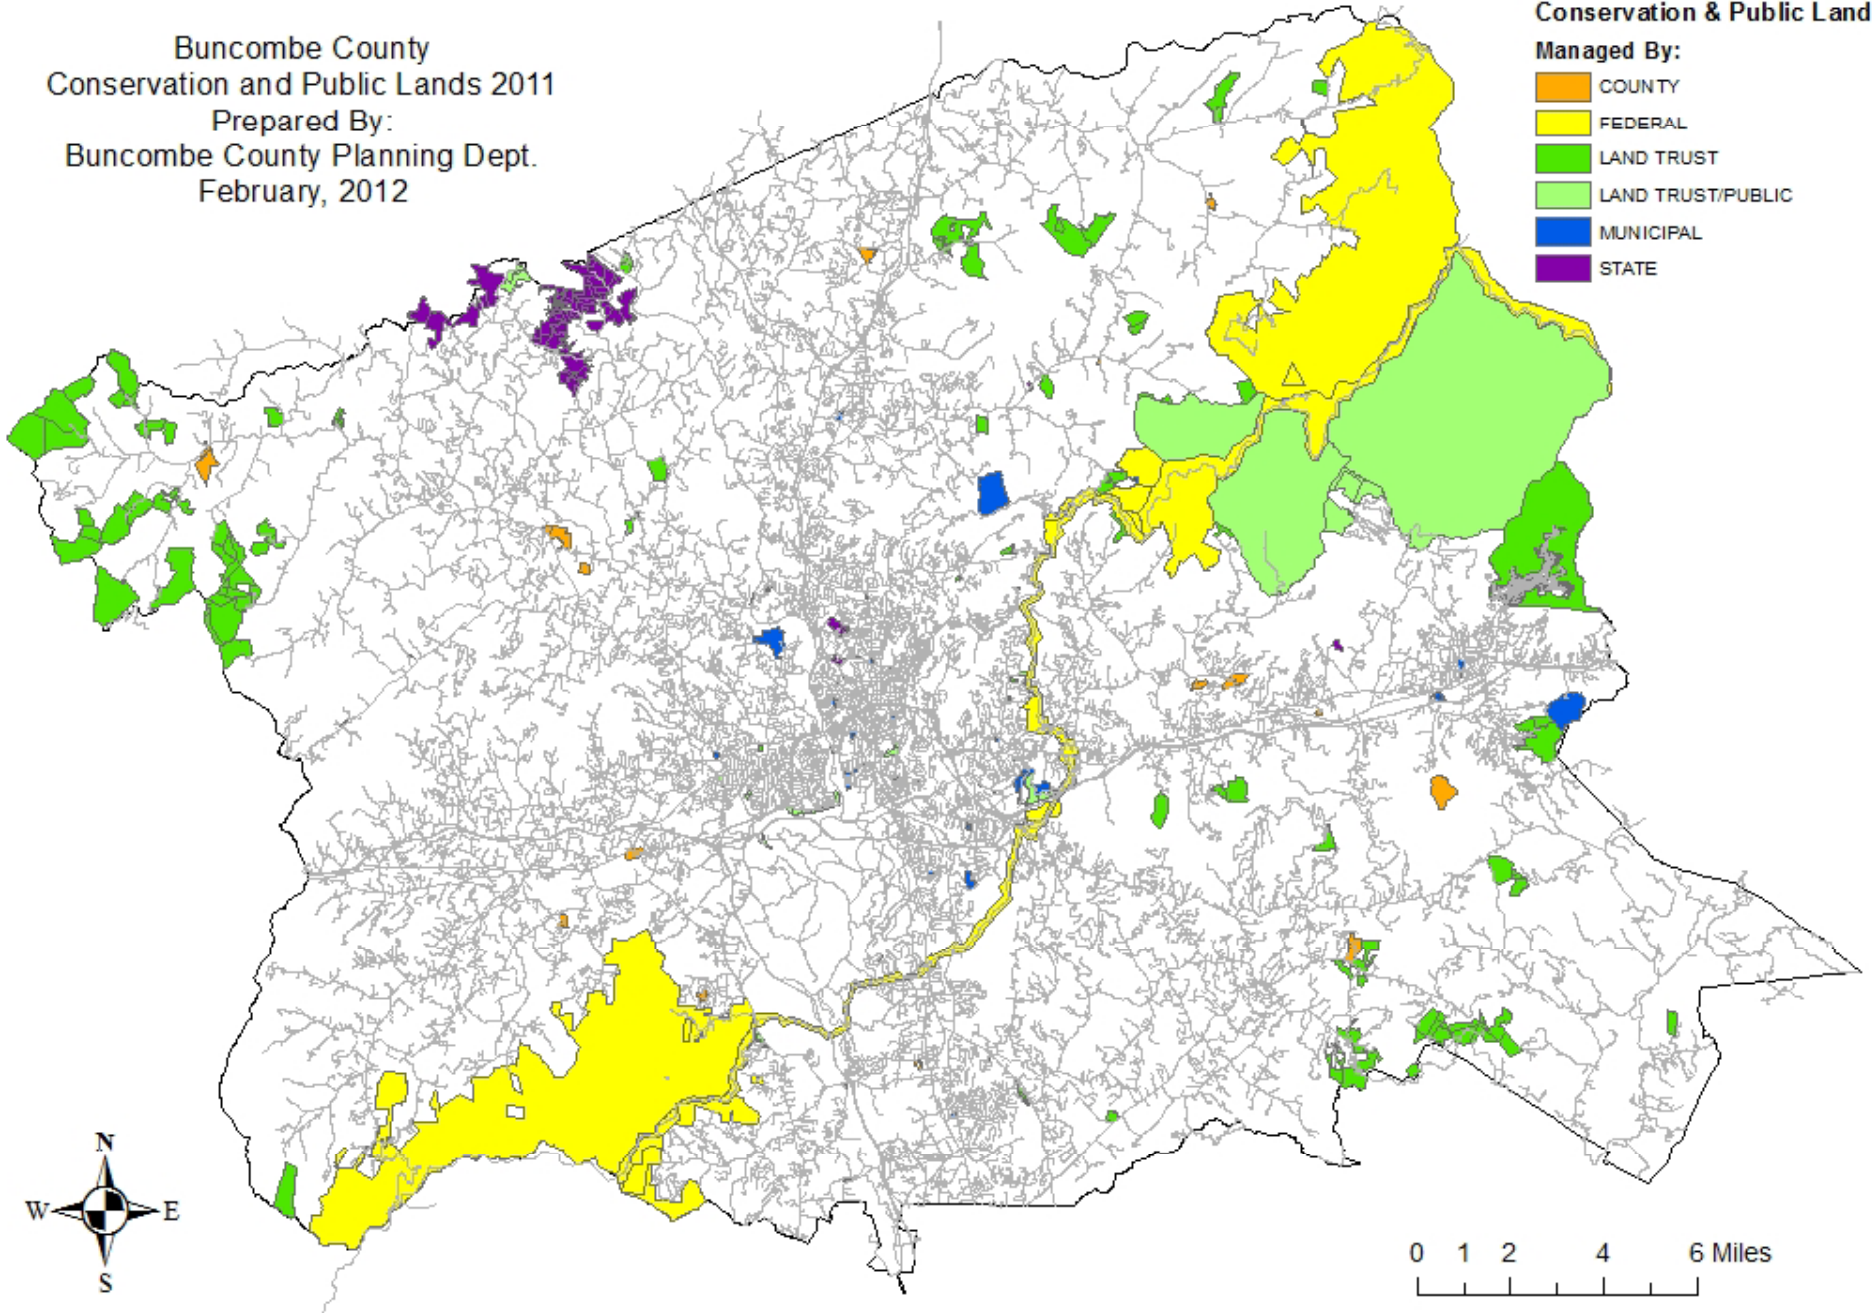 Buncombe County
Conservation and Public Lands 2011
Prepared By:
Buncombe County Planning Dept.
February, 2012
Conservation & Public Land
Managed By:
COUNTY
FEDERAL
LAND TRUST
LAND TRUST/PUBLIC
MUNICIPAL
STATE
N
W E
S
0 1 2 4 6 Miles